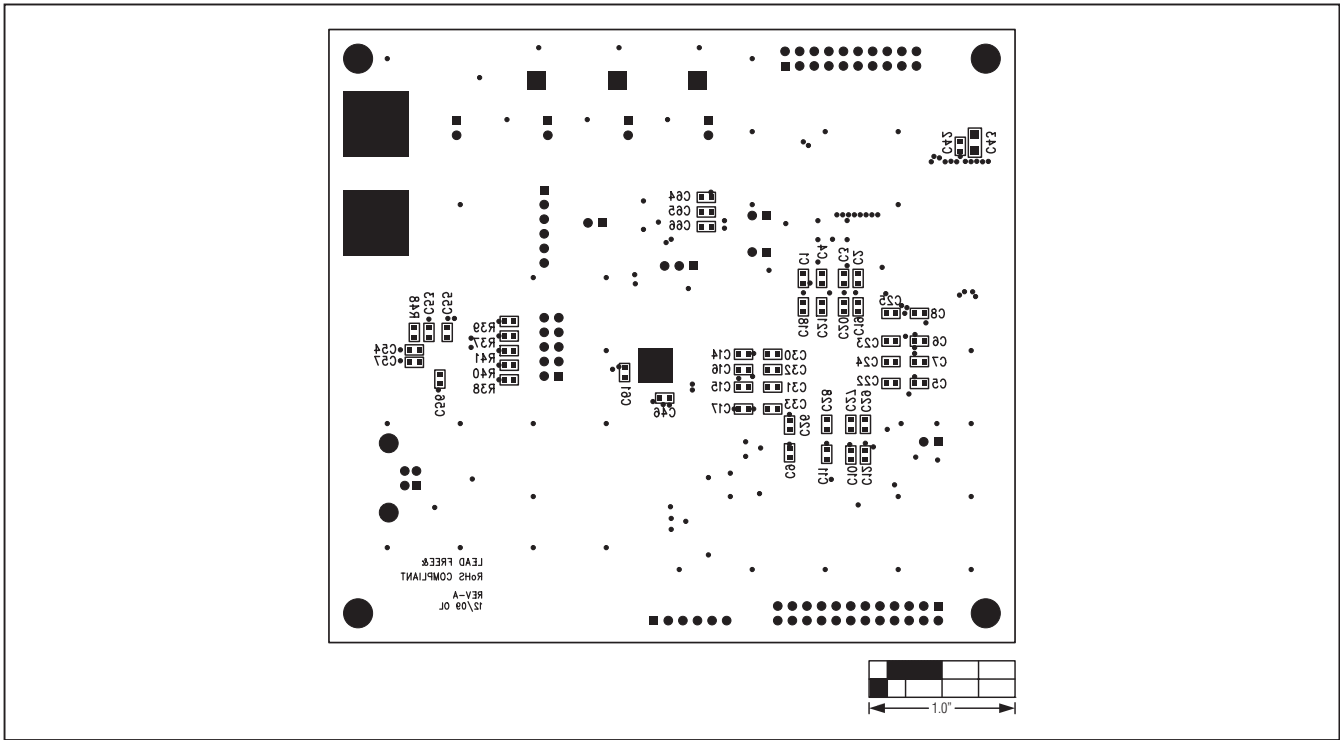 C42
C43
C64
C65
C66
C1
C4
C3
C2
C18
C21
C20
C19
C25
C8
C23
C6
C24
C7
C22
C5
R48
C53
C55
R39
R37
R41
R40
R38
C54
C57
C56
C61
C46
C14
C30
C16
C32
C15
C31
C17
C33
C26
C28
C27
C29
C9
C11
C10
C12
LEAD FREE&
RoHS COMPLIANT
REV-A
12/09 OL
1.0"